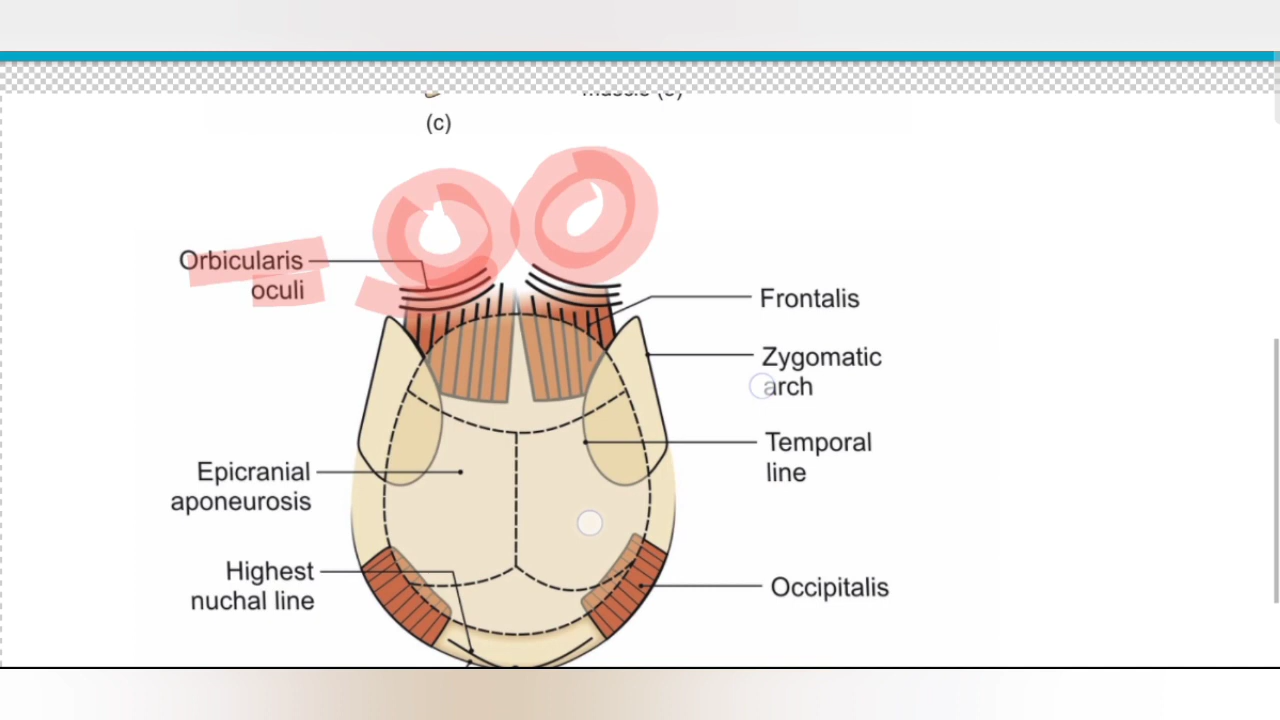 (c)
Orbicularis
oculi
Frontalis
Zygomatic
arch
Temporal
line
Epicranial
aponeurosis
Highest
nuchal line
Occipitalis